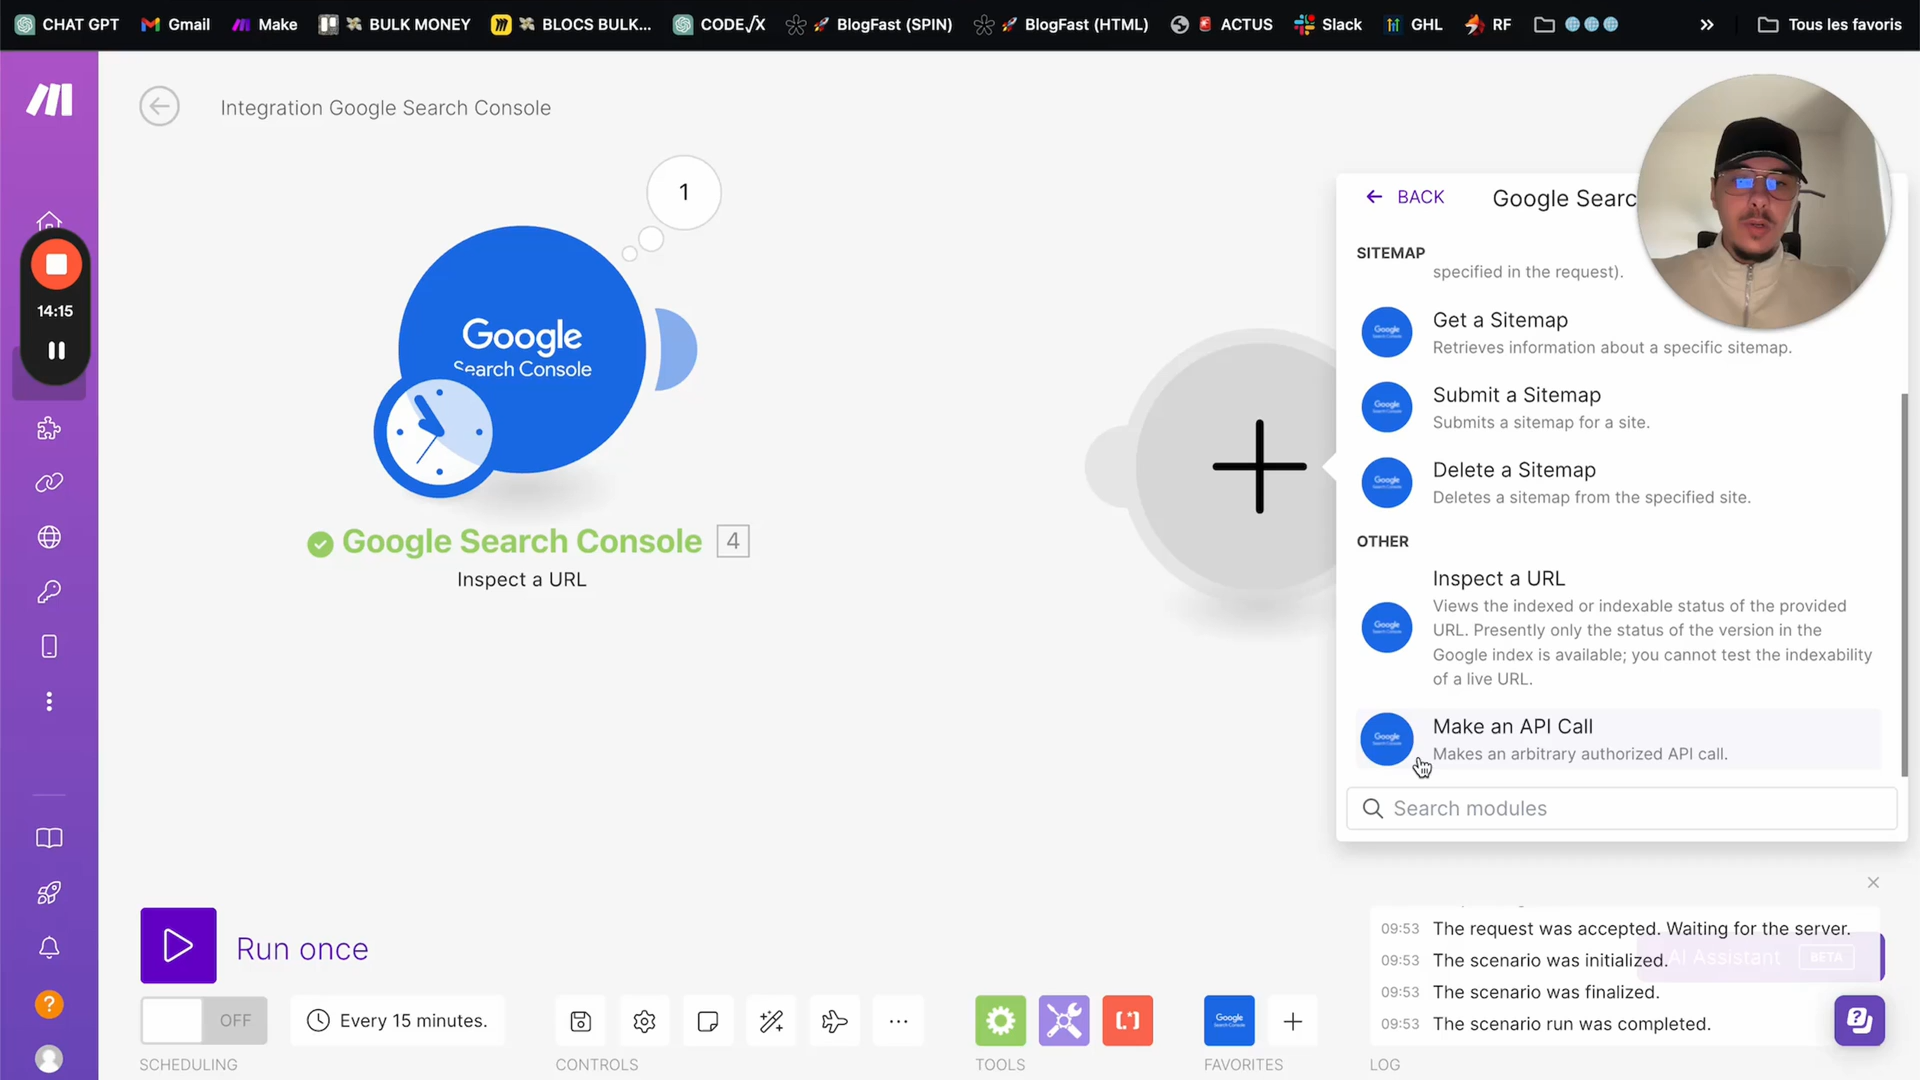 CHAT GPT
Gmail
Make
BULK MONEY
BLOCS BULK...
CODE√X
BlogFast (SPIN)
BlogFast (HTML)
ACTUS
Slack
GHL
RF
Tous les favoris
Integration Google Search Console
14:15
1
Google
Search Console
Google Search Console 4
Inspect a URL
BACK
Google Searc
SITEMAP
specified in the request).
Get a Sitemap
Retrieves information about a specific sitemap.
Submit a Sitemap
Submits a sitemap for a site.
Delete a Sitemap
Deletes a sitemap from the specified site.
OTHER
Inspect a URL
Views the indexed or indexable status of the provided
URL. Presently only the status of the version in the
Google index is available; you cannot test the indexability
of a live URL.
Make an API Call
Makes an arbitrary authorized API call.
Search modules
Run once
OFF
Every 15 minutes.
SCHEDULING
CONTROLS
TOOLS
FAVORITES
LOG
09:53 The request was accepted. Waiting for the server.
09:53 The scenario was initialized.
AI Assistant BETA
09:53 The scenario was finalized.
09:53 The scenario run was completed.